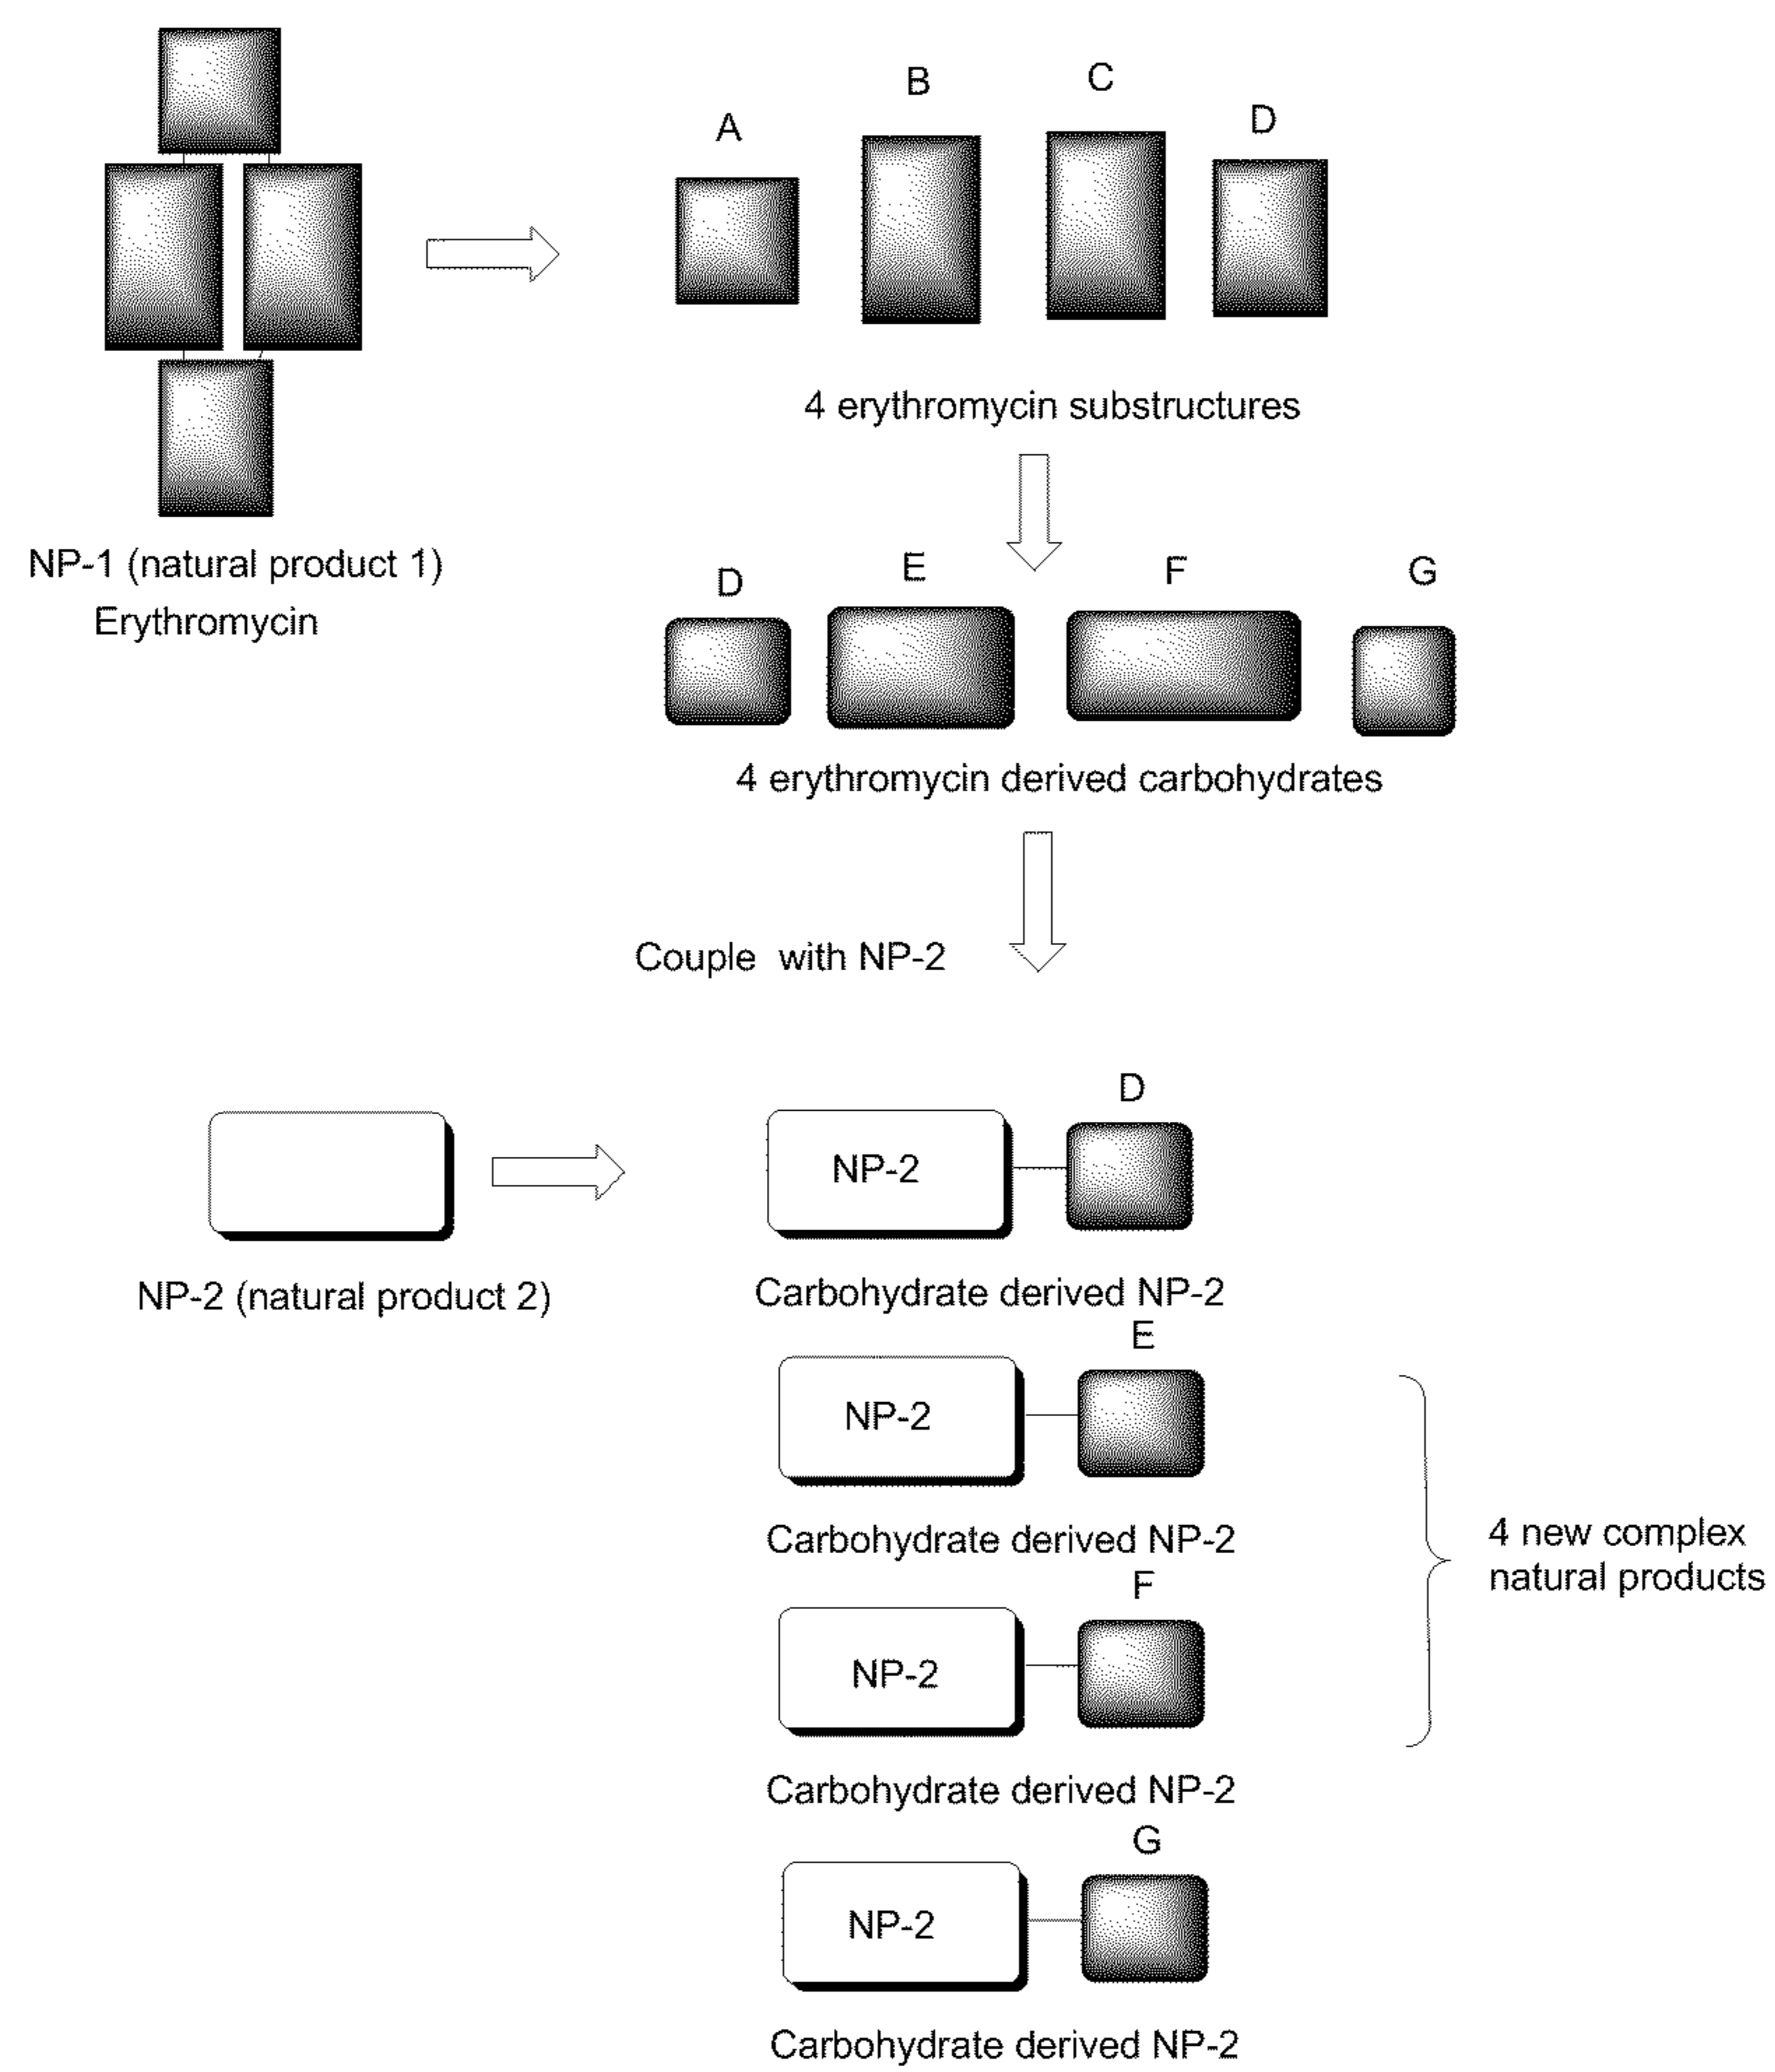 A
B
C
D
4 erythromycin substructures
NP-1 (natural product 1)
Erythromycin
D
E
F
G
4 erythromycin derived carbohydrates
Couple with NP-2
NP-2 (natural product 2)
D
NP-2
Carbohydrate derived NP-2
E
NP-2
Carbohydrate derived NP-2
F
NP-2
Carbohydrate derived NP-2
G
NP-2
Carbohydrate derived NP-2
4 new complex
natural products